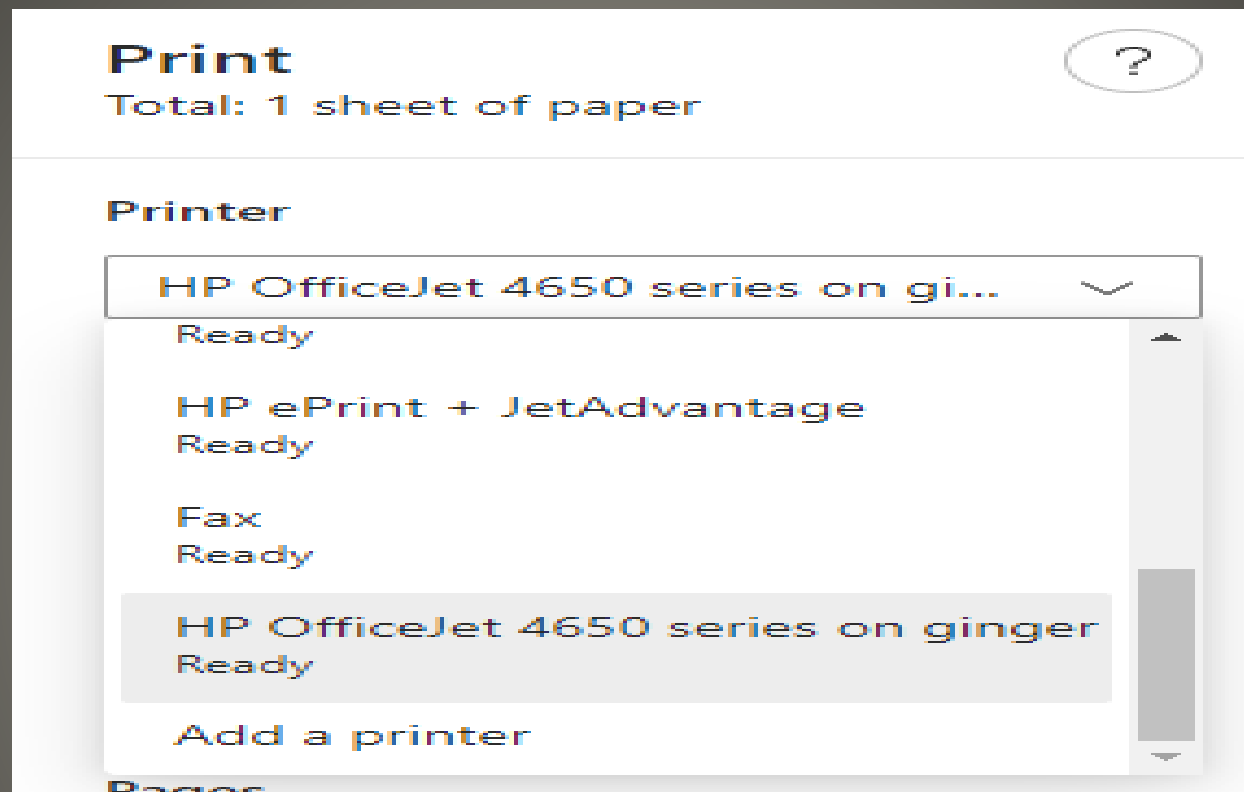 Print
?
Total: 1 sheet of paper
Printer
HP OfficeJet 4650 series on gi...
Ready
HP ePrint + JetAdvantage
Ready
Fax
Ready
HP OfficeJet 4650 series on ginger
Ready
Add a printer
Pages